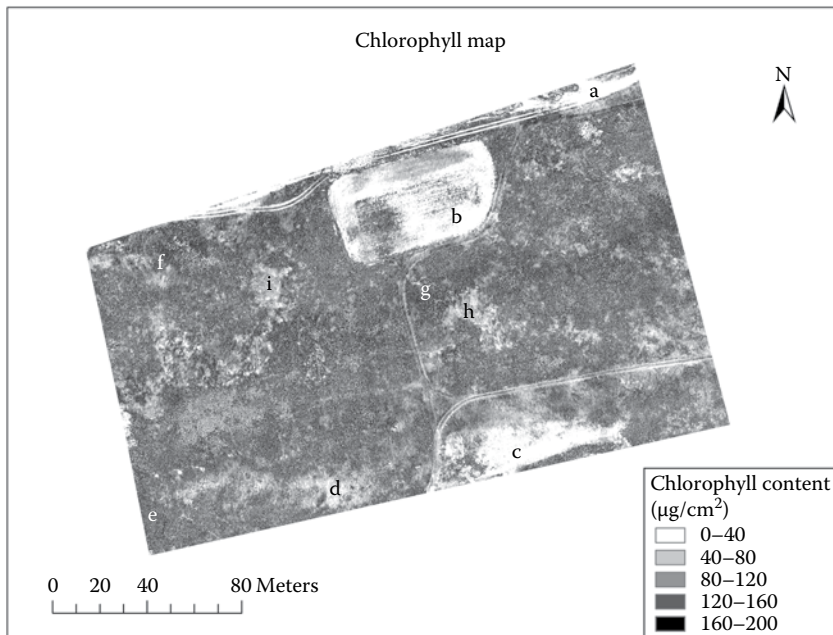 Chlorophyll map
N
a
b
f
i
g
h
c
d
e
0 20 40 80 Meters
Chlorophyll content
(µg/cm²)
0–40
40–80
80–120
120–160
160–200